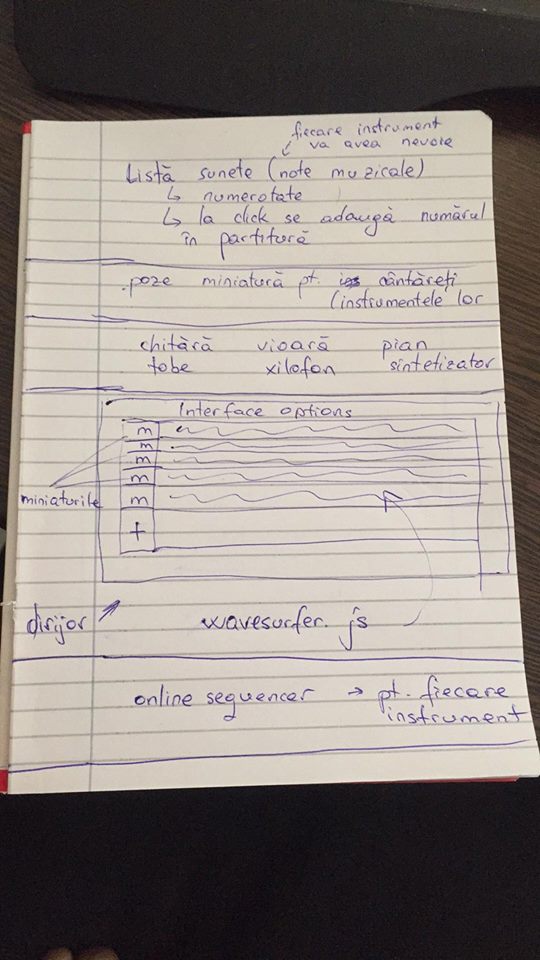 fiecare instrument
va avea nevoie
Listă sunete (note muzicale)
↳ numerotate
↳ la click se adaugă numărul
în partitură
poze miniatură pt. cântăreți
(instrumentele lor
chitără vioară pian
tobe xilofon sintetizator
Interface options
m
m
m
m
m
+
miniaturile
dirijor
wavesurfer.js
online sequencer → pt. fiecare
instrument